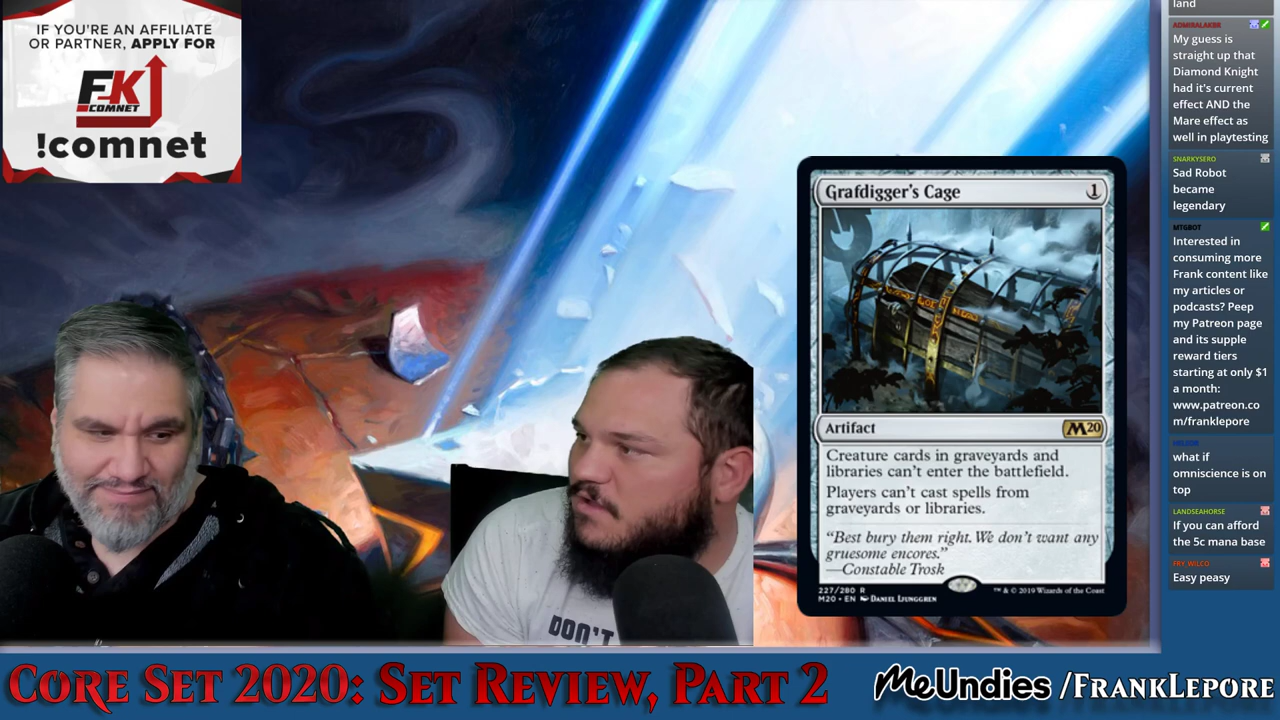 IF YOU'RE AN AFFILIATE
OR PARTNER, APPLY FOR
FK
COMNET
!comnet
Grafdigger's Cage 1
Artifact M20
Creature cards in graveyards and
libraries can't enter the battlefield.
Players can't cast spells from
graveyards or libraries.
"Best bury them right. We don't want any
gruesome encores."
—Constable Trosk
227/280 R
M20 • EN Daniel Ljunggren
™ & © 2019 Wizards of the Coast
DON'T
land
ADMIRALAKBR
My guess is
straight up that
Diamond Knight
had it's current
effect AND the
Mare effect as
well in playtesting
SNARKYSERO
Sad Robot
became
legendary
MTGBOT
Interested in
consuming more
Frank content like
my articles or
podcasts? Peep
my Patreon page
and its supple
reward tiers
starting at only $1
a month:
www.patreon.co
m/franklepore
what if
omniscience is on
top
LANDSEAHORSE
If you can afford
the 5c mana base
FRY_WILCO
Easy peasy
Core Set 2020: Set Review, Part 2
MeUndies /FrankLepore